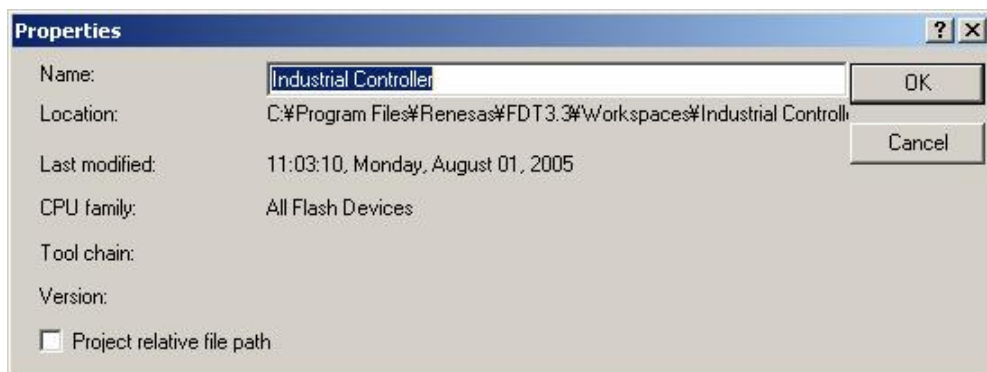 Properties
Name: Industrial Controller
OK
Location: C:¥Program Files¥Renesas¥FDT3.3¥Workspaces¥Industrial Controll
Cancel
Last modified: 11:03:10, Monday, August 01, 2005
CPU family: All Flash Devices
Tool chain:
Version:
Project relative file path